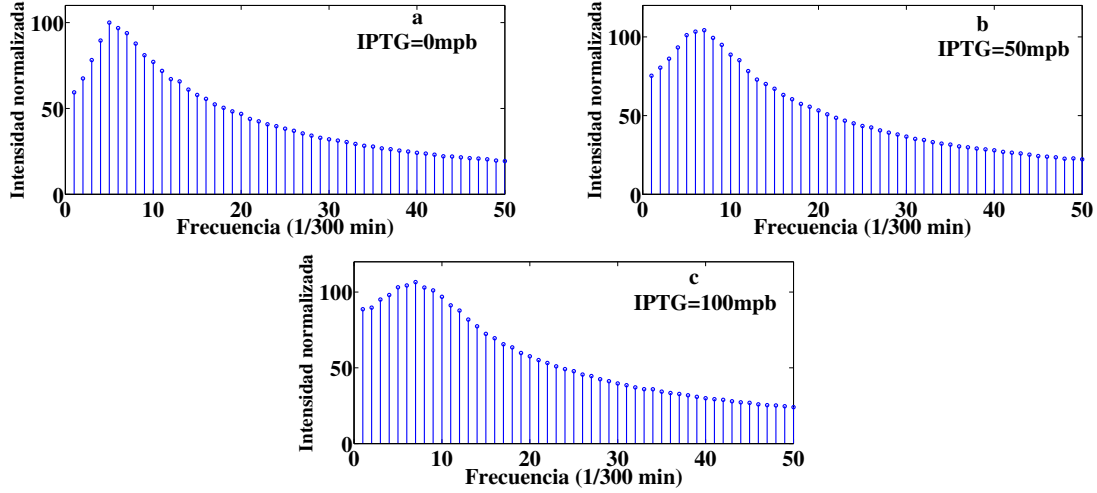 a
IPTG=0mpb
Intensidad normalizada
100
50
0
0 10 20 30 40 50
Frecuencia (1/300 min)
b
IPTG=50mpb
Intensidad normalizada
100
50
0
0 10 20 30 40 50
Frecuencia (1/300 min)
c
IPTG=100mpb
Intensidad normalizada
100
50
0
0 10 20 30 40 50
Frecuencia (1/300 min)